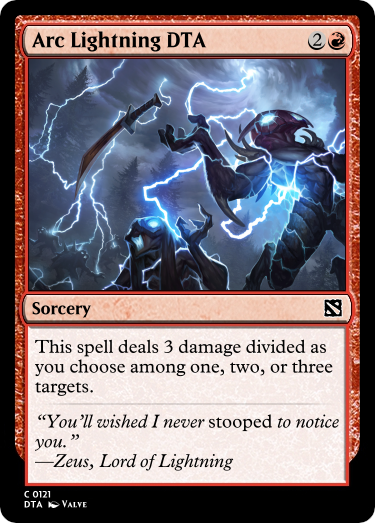 Arc Lightning DTA 2
Sorcery
This spell deals 3 damage divided as
you choose among one, two, or three
targets.
“You’ll wished I never stooped to notice
you.”
—Zeus, Lord of Lightning
C 0121
DTA Valve